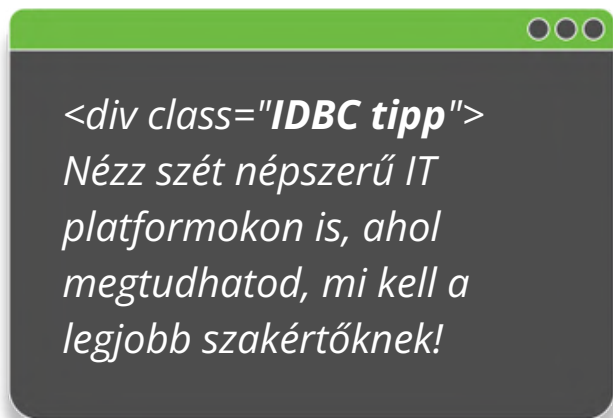 <div class="IDBC tipp">
Nézz szét népszerű IT
platformokon is, ahol
megtudhatod, mi kell a
legjobb szakértőknek!